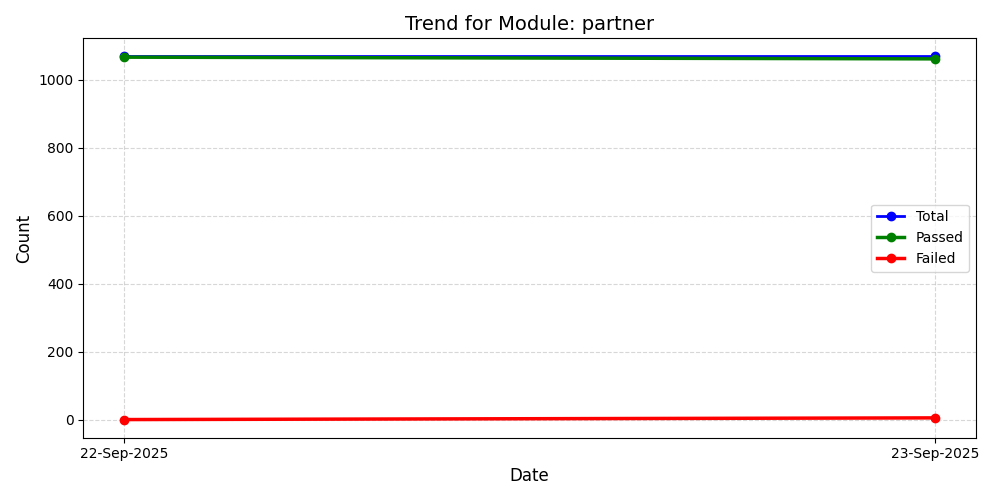 Trend for Module: partner
1000
800
600
400
200
0
Count
Total
Passed
Failed
22-Sep-2025
23-Sep-2025
Date